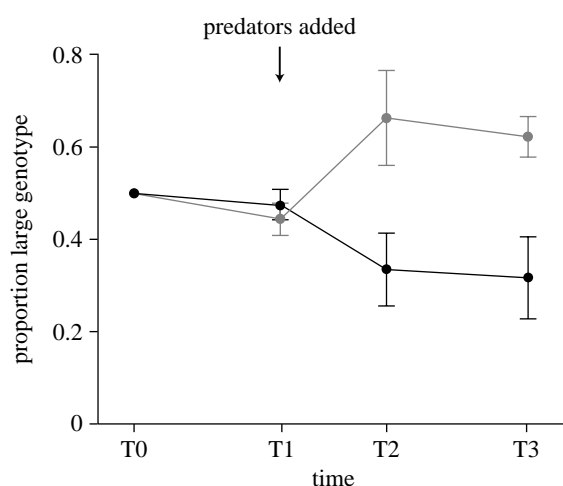 predators added
0.8
0.6
0.4
0.2
0
proportion large genotype
T0 T1 T2 T3
time